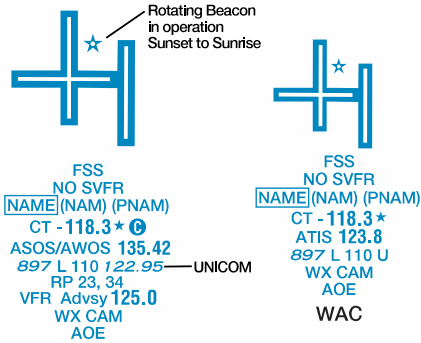 Rotating Beacon
in operation
Sunset to Sunrise
FSS
NO SVFR
NAME (NAM) (PNAM)
CT - 118.3 ★ C
ASOS/AWOS 135.42
897 L 110 122.95
UNICOM
RP 23, 34
VFR Advsy 125.0
WX CAM
AOE
FSS
NO SVFR
NAME (NAM) (PNAM)
CT - 118.3 ★
ATIS 123.8
897 L 110 U
WX CAM
AOE
WAC